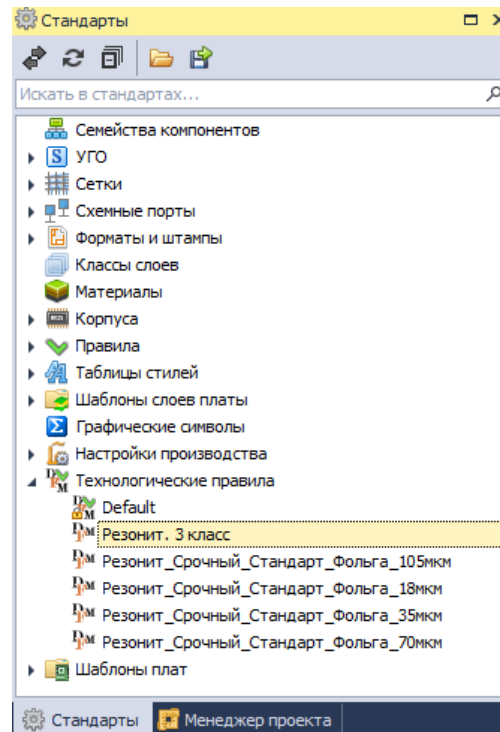 Стандарты
Искать в стандартах...
Семейства компонентов
УГО
Сетки
Схемные порты
Форматы и штампы
Классы слоев
Материалы
Корпуса
Правила
Таблицы стилей
Шаблоны слоев платы
Графические символы
Настройки производства
Технологические правила
Default
Резонит. 3 класс
Резонит_Срочный_Стандарт_Фольга_105мкм
Резонит_Срочный_Стандарт_Фольга_18мкм
Резонит_Срочный_Стандарт_Фольга_35мкм
Резонит_Срочный_Стандарт_Фольга_70мкм
Шаблоны плат
Стандарты Менеджер проекта